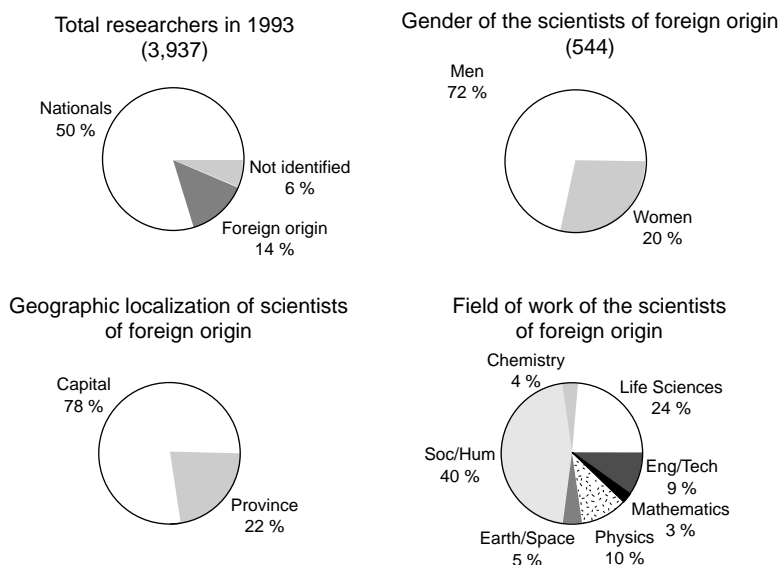 Total researchers in 1993
(3,937)
Nationals
50 %
Not identified
6 %
Foreign origin
14 %
Gender of the scientists of foreign origin
(544)
Men
72 %
Women
20 %
Geographic localization of scientists
of foreign origin
Capital
78 %
Province
22 %
Field of work of the scientists
of foreign origin
Chemistry
4 %
Life Sciences
24 %
Soc/Hum
40 %
Eng/Tech
9 %
Mathematics
3 %
Earth/Space
5 %
Physics
10 %